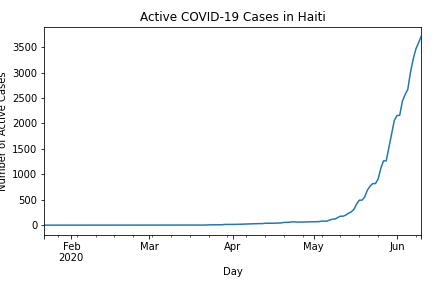 Active COVID-19 Cases in Haiti
Number of Active Cases
3500
3000
2500
2000
1500
1000
500
0
Feb
2020
Mar
Apr
May
Jun
Day